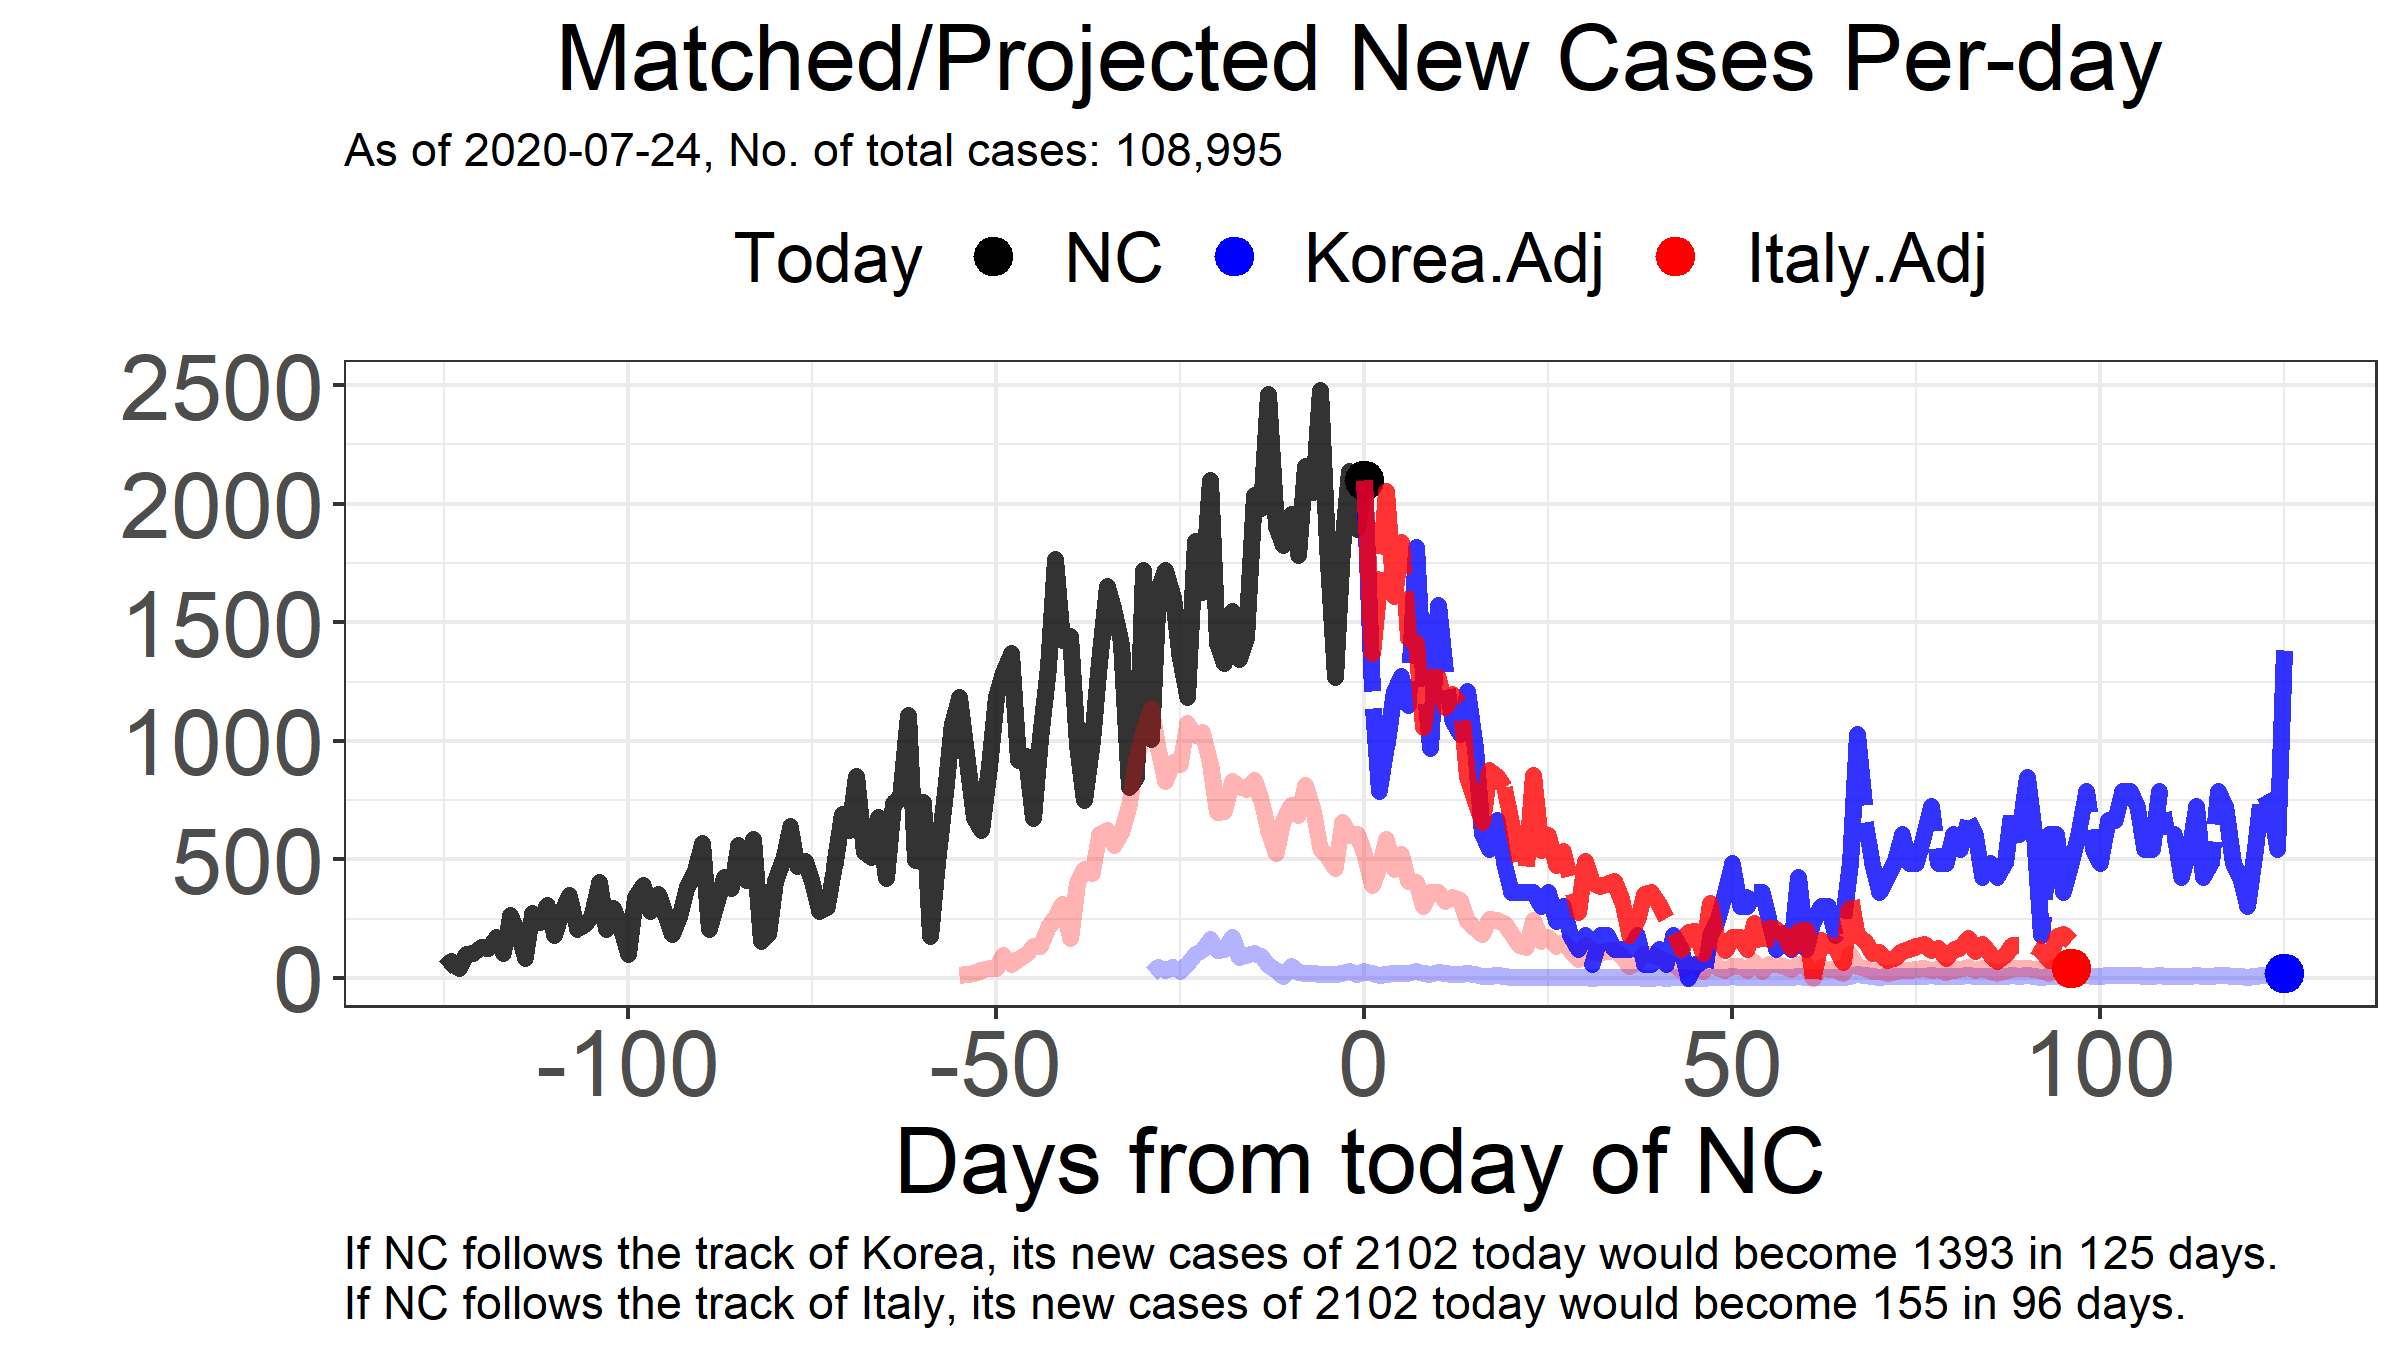 Matched/Projected New Cases Per-day
As of 2020-07-24, No. of total cases: 108,995
Today NC Korea.Adj Italy.Adj
2500
2000
1500
1000
500
0
-100 -50 0 50 100
Days from today of NC
If NC follows the track of Korea, its new cases of 2102 today would become 1393 in 125 days.
If NC follows the track of Italy, its new cases of 2102 today would become 155 in 96 days.